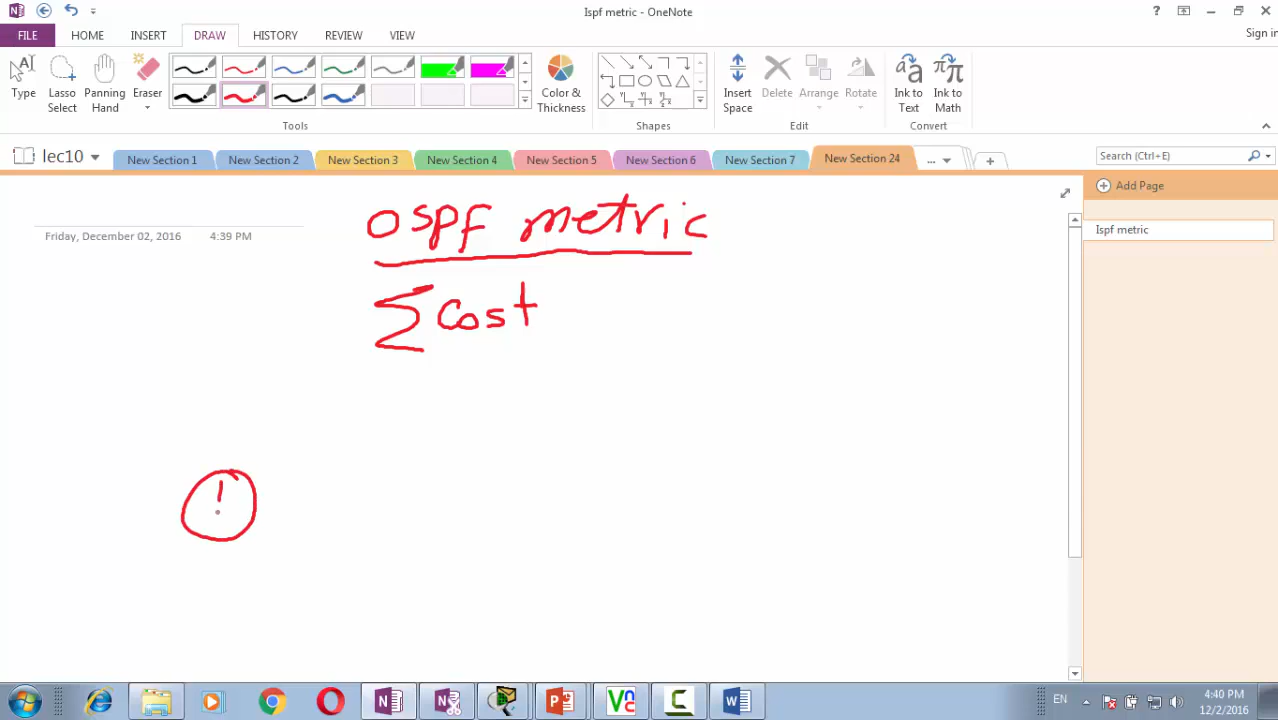 Ispf metric - OneNote
? 
Sign in
FILE HOME INSERT DRAW HISTORY REVIEW VIEW
Type Lasso Select Panning Hand Eraser Color & Thickness Insert Space Delete Arrange Rotate Ink to Text Ink to Math
Tools Shapes Edit Convert
lec10 New Section 1 New Section 2 New Section 3 New Section 4 New Section 5 New Section 6 New Section 7 New Section 24 ... Search (Ctrl+E)
Add Page
Ispf metric
Friday, December 02, 2016 4:39 PM
ospf metric
∑ cost
EN 4:40 PM
12/2/2016